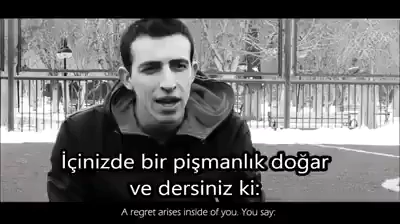 İçinizde bir pişmanlık doğar
ve dersiniz ki:
A regret arises inside of you. You say: